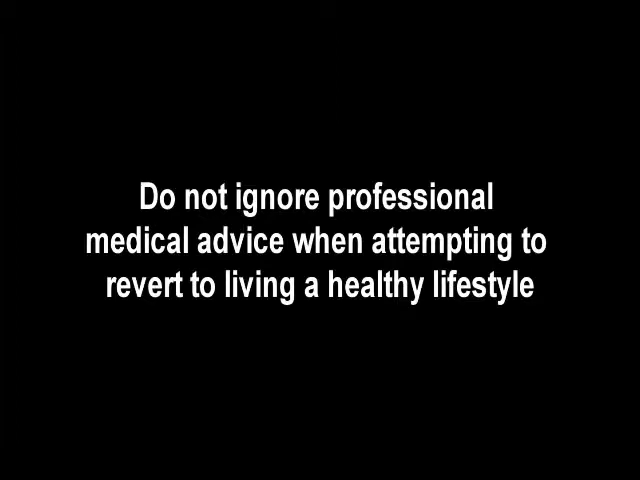 Do not ignore professional
medical advice when attempting to
revert to living a healthy lifestyle